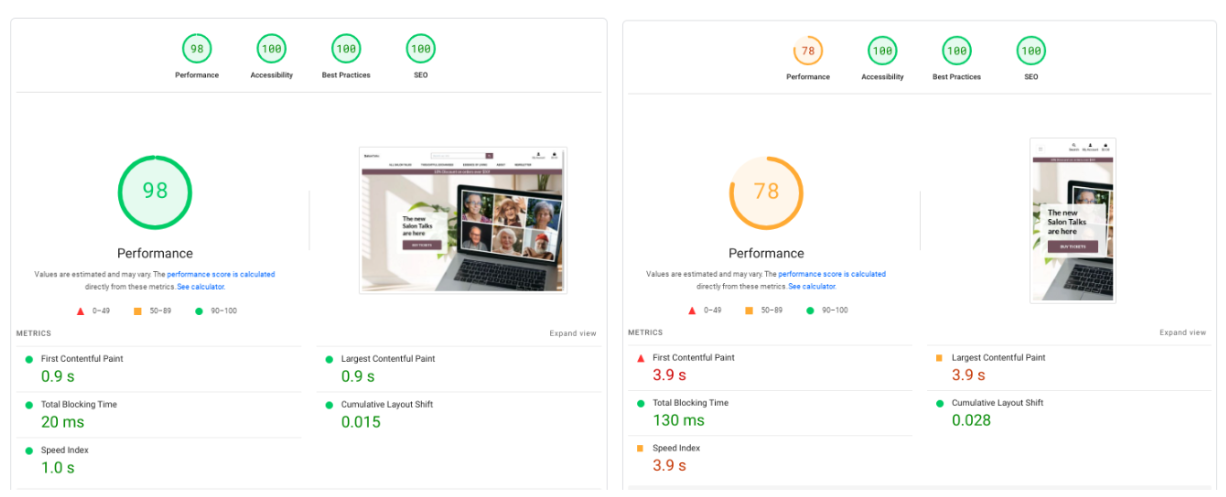 98
100
100
100
Performance
Accessibility
Best Practices
SEO
98
Performance
Values are estimated and may vary. The performance score is calculated
directly from these metrics. See calculator.
0–49
50–89
90–100
The new
Salon Talks
are here
BUY TICKETS
METRICS
Expand view
First Contentful Paint
0.9 s
Largest Contentful Paint
0.9 s
Total Blocking Time
20 ms
Cumulative Layout Shift
0.015
Speed Index
1.0 s
78
100
100
100
Performance
Accessibility
Best Practices
SEO
78
Performance
Values are estimated and may vary. The performance score is calculated
directly from these metrics. See calculator.
0–49
50–89
90–100
Search
My Account
The new
Salon Talks
are here
BUY TICKETS
METRICS
Expand view
First Contentful Paint
3.9 s
Largest Contentful Paint
3.9 s
Total Blocking Time
130 ms
Cumulative Layout Shift
0.028
Speed Index
3.9 s